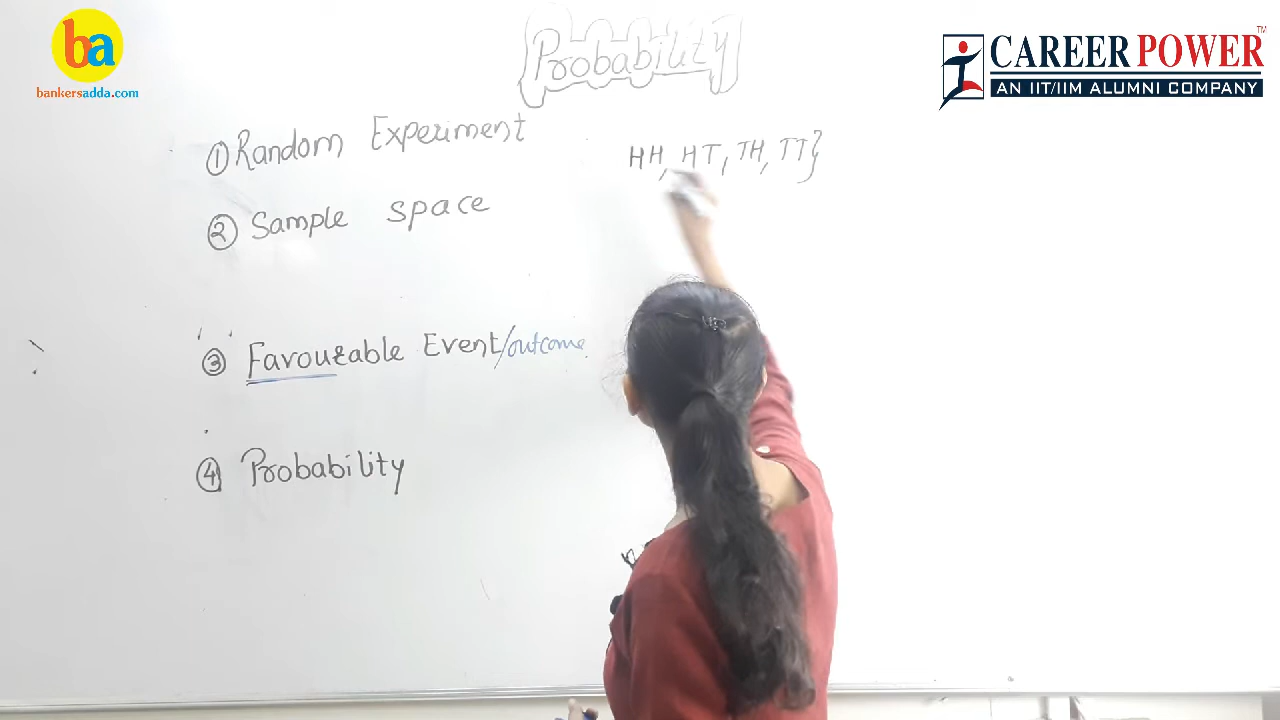 ba
bankersadda.com
Probability
CAREER POWER
TM
AN IIT/IIM ALUMNI COMPANY
① Random Experiment
HH, HT, TH, TT}
② Sample space
③ Favourable Event/outcome
④ Probability